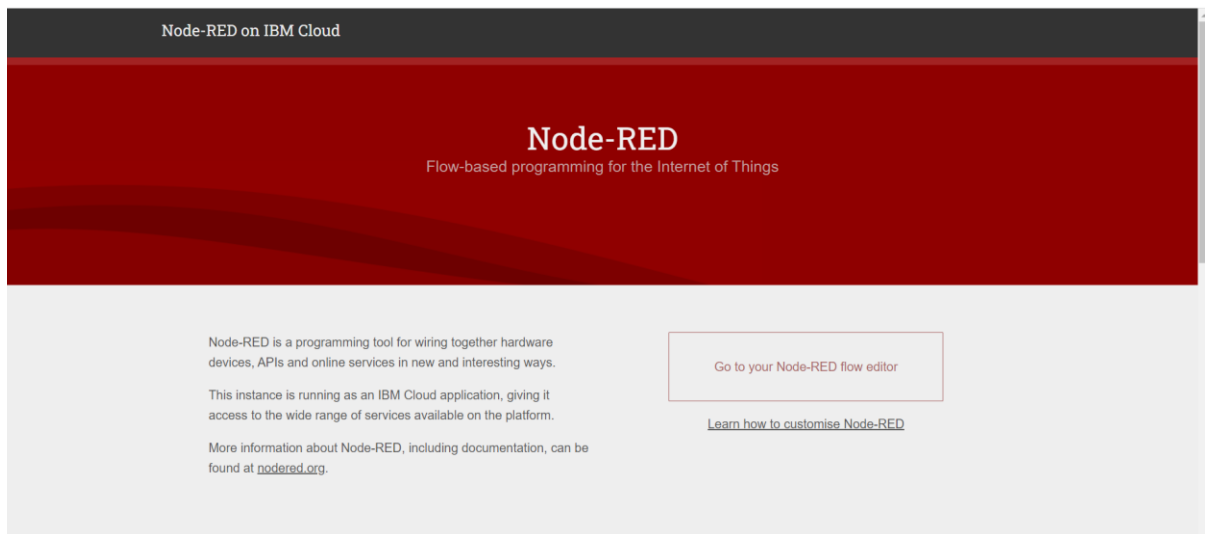 Node-RED on IBM Cloud
Node-RED
Flow-based programming for the Internet of Things
Node-RED is a programming tool for wiring together hardware
devices, APIs and online services in new and interesting ways.
This instance is running as an IBM Cloud application, giving it
access to the wide range of services available on the platform.
More information about Node-RED, including documentation, can be
found at nodered.org.
Go to your Node-RED flow editor
Learn how to customise Node-RED